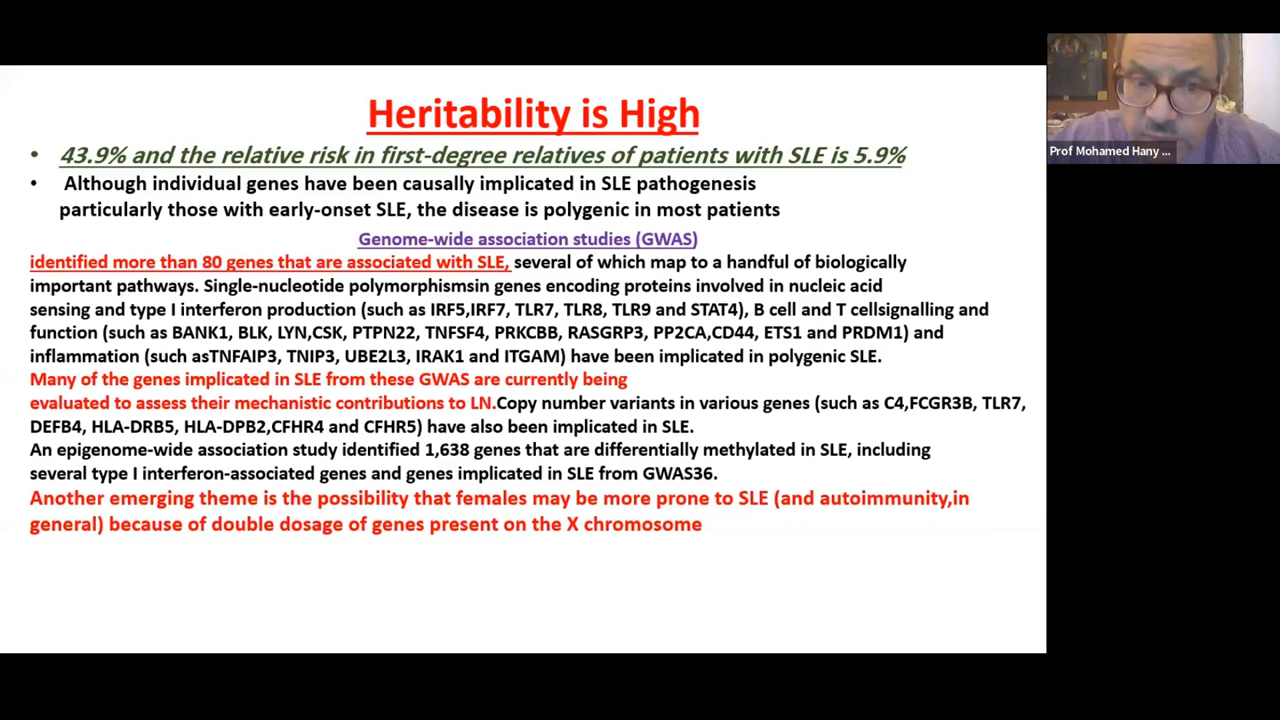 Heritability is High
• 43.9% and the relative risk in first-degree relatives of patients with SLE is 5.9%
• Although individual genes have been causally implicated in SLE pathogenesis
particularly those with early-onset SLE, the disease is polygenic in most patients
Genome-wide association studies (GWAS)
identified more than 80 genes that are associated with SLE, several of which map to a handful of biologically
important pathways. Single-nucleotide polymorphismsin genes encoding proteins involved in nucleic acid
sensing and type I interferon production (such as IRF5,IRF7, TLR7, TLR8, TLR9 and STAT4), B cell and T cellsignalling and
function (such as BANK1, BLK, LYN,CSK, PTPN22, TNFSF4, PRKCBB, RASGRP3, PP2CA,CD44, ETS1 and PRDM1) and
inflammation (such asTNFAIP3, TNIP3, UBE2L3, IRAK1 and ITGAM) have been implicated in polygenic SLE.
Many of the genes implicated in SLE from these GWAS are currently being
evaluated to assess their mechanistic contributions to LN.Copy number variants in various genes (such as C4,FCGR3B, TLR7,
DEFB4, HLA-DRB5, HLA-DPB2,CFHR4 and CFHR5) have also been implicated in SLE.
An epigenome-wide association study identified 1,638 genes that are differentially methylated in SLE, including
several type I interferon-associated genes and genes implicated in SLE from GWAS36.
Another emerging theme is the possibility that females may be more prone to SLE (and autoimmunity,in
general) because of double dosage of genes present on the X chromosome
Prof Mohamed Hany ...